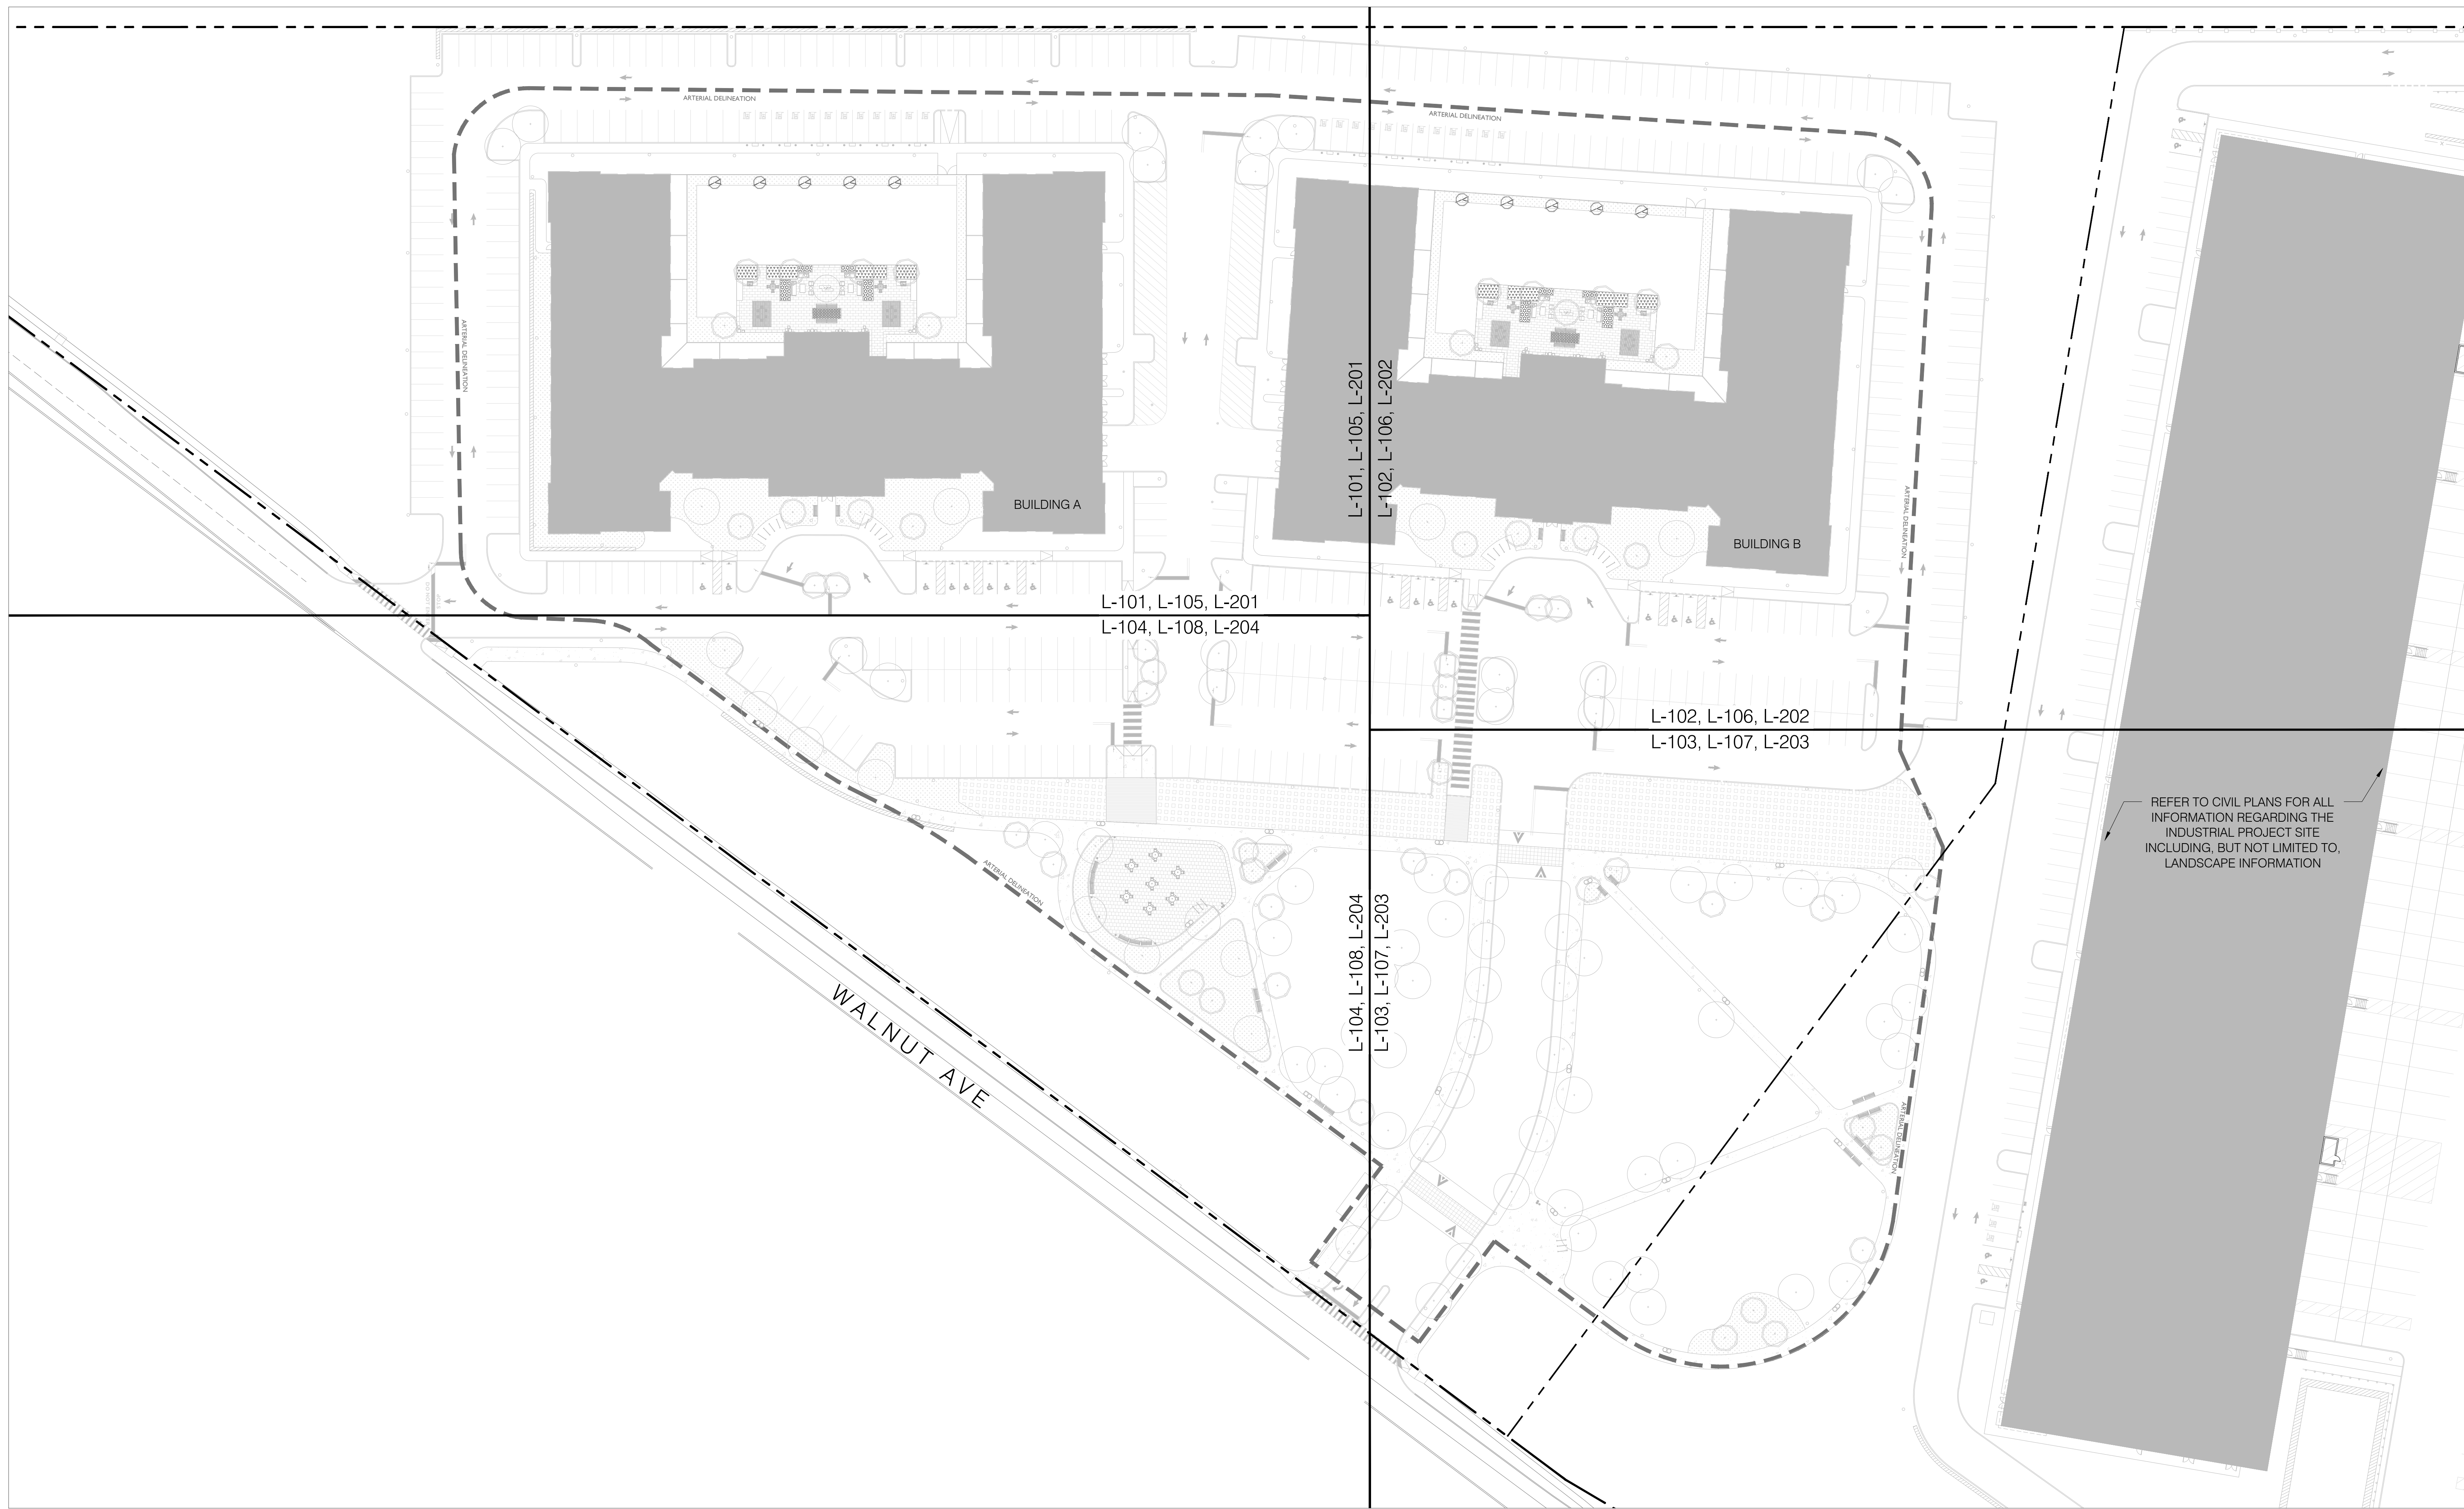 ARTERIAL DELINEATION
ARTERIAL DELINEATION
ARTERIAL DELINEATION
BUILDING A
L-101, L-105, L-201
L-102, L-106, L-202
ARTERIAL DELINEATION
BUILDING B
L-101, L-105, L-201
L-104, L-108, L-204
L-102, L-106, L-202
L-103, L-107, L-203
REFER TO CIVIL PLANS FOR ALL
INFORMATION REGARDING THE
INDUSTRIAL PROJECT SITE
INCLUDING, BUT NOT LIMITED TO,
LANDSCAPE INFORMATION
ARTERIAL DELINEATION
L-104, L-108, L-204
L-103, L-107, L-203
WALNUT AVE
ARTERIAL DELINEATION